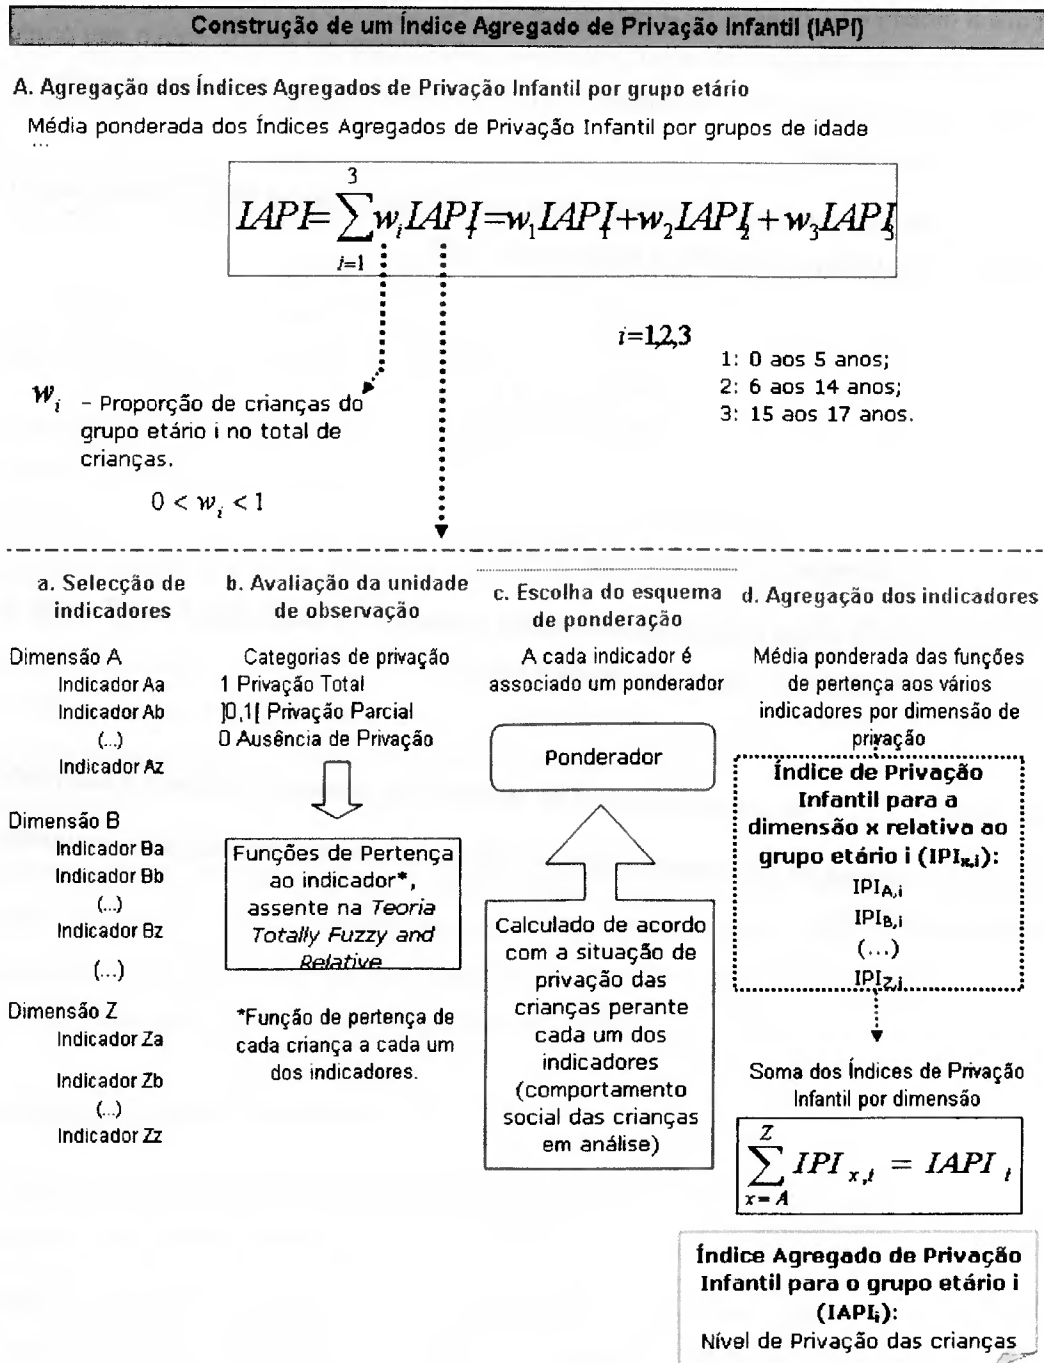 Construção de um Índice Agregado de Privação Infantil (IAPI)
A. Agregação dos Índices Agregados de Privação Infantil por grupo etário
Média ponderada dos Índices Agregados de Privação Infantil por grupos de idade
...
IAPI = \sum_{i=1}^{3} w_i IAPI_i = w_1 IAPI_1 + w_2 IAPI_2 + w_3 IAPI_3
i=1,2,3
1: 0 aos 5 anos;
2: 6 aos 14 anos;
3: 15 aos 17 anos.
w_i – Proporção de crianças do
grupo etário i no total de
crianças.
0 < w_i < 1
a. Selecção de
indicadores
Dimensão A
Indicador Aa
Indicador Ab
(...)
Indicador Az
Dimensão B
Indicador Ba
Indicador Bb
(...)
Indicador Bz
(...)
Dimensão Z
Indicador Za
Indicador Zb
(...)
Indicador Zz
b. Avaliação da unidade
de observação
Categorias de privação
1 Privação Total
]0,1[ Privação Parcial
0 Ausência de Privação
Funções de Pertença
ao indicador*,
assente na Teoria
Totally Fuzzy and
Relative
*Função de pertença de
cada criança a cada um
dos indicadores.
c. Escolha do esquema
de ponderação
A cada indicador é
associado um ponderador
Ponderador
Calculado de acordo
com a situação de
privação das
crianças perante
cada um dos
indicadores
(comportamento
social das crianças
em análise)
d. Agregação dos indicadores
Média ponderada das funções
de pertença aos vários
indicadores por dimensão de
privação
Índice de Privação
Infantil para a
dimensão x relativa ao
grupo etário i (IPI_{x,i}):
IPI_{A,i}
IPI_{B,i}
(...)
IPI_{Z,i}
Soma dos Índices de Privação
Infantil por dimensão
\sum_{x=A}^{Z} IPI_{x,i} = IAPI_i
Índice Agregado de Privação
Infantil para o grupo etário i
(IAPI_i):
Nível de Privação das crianças